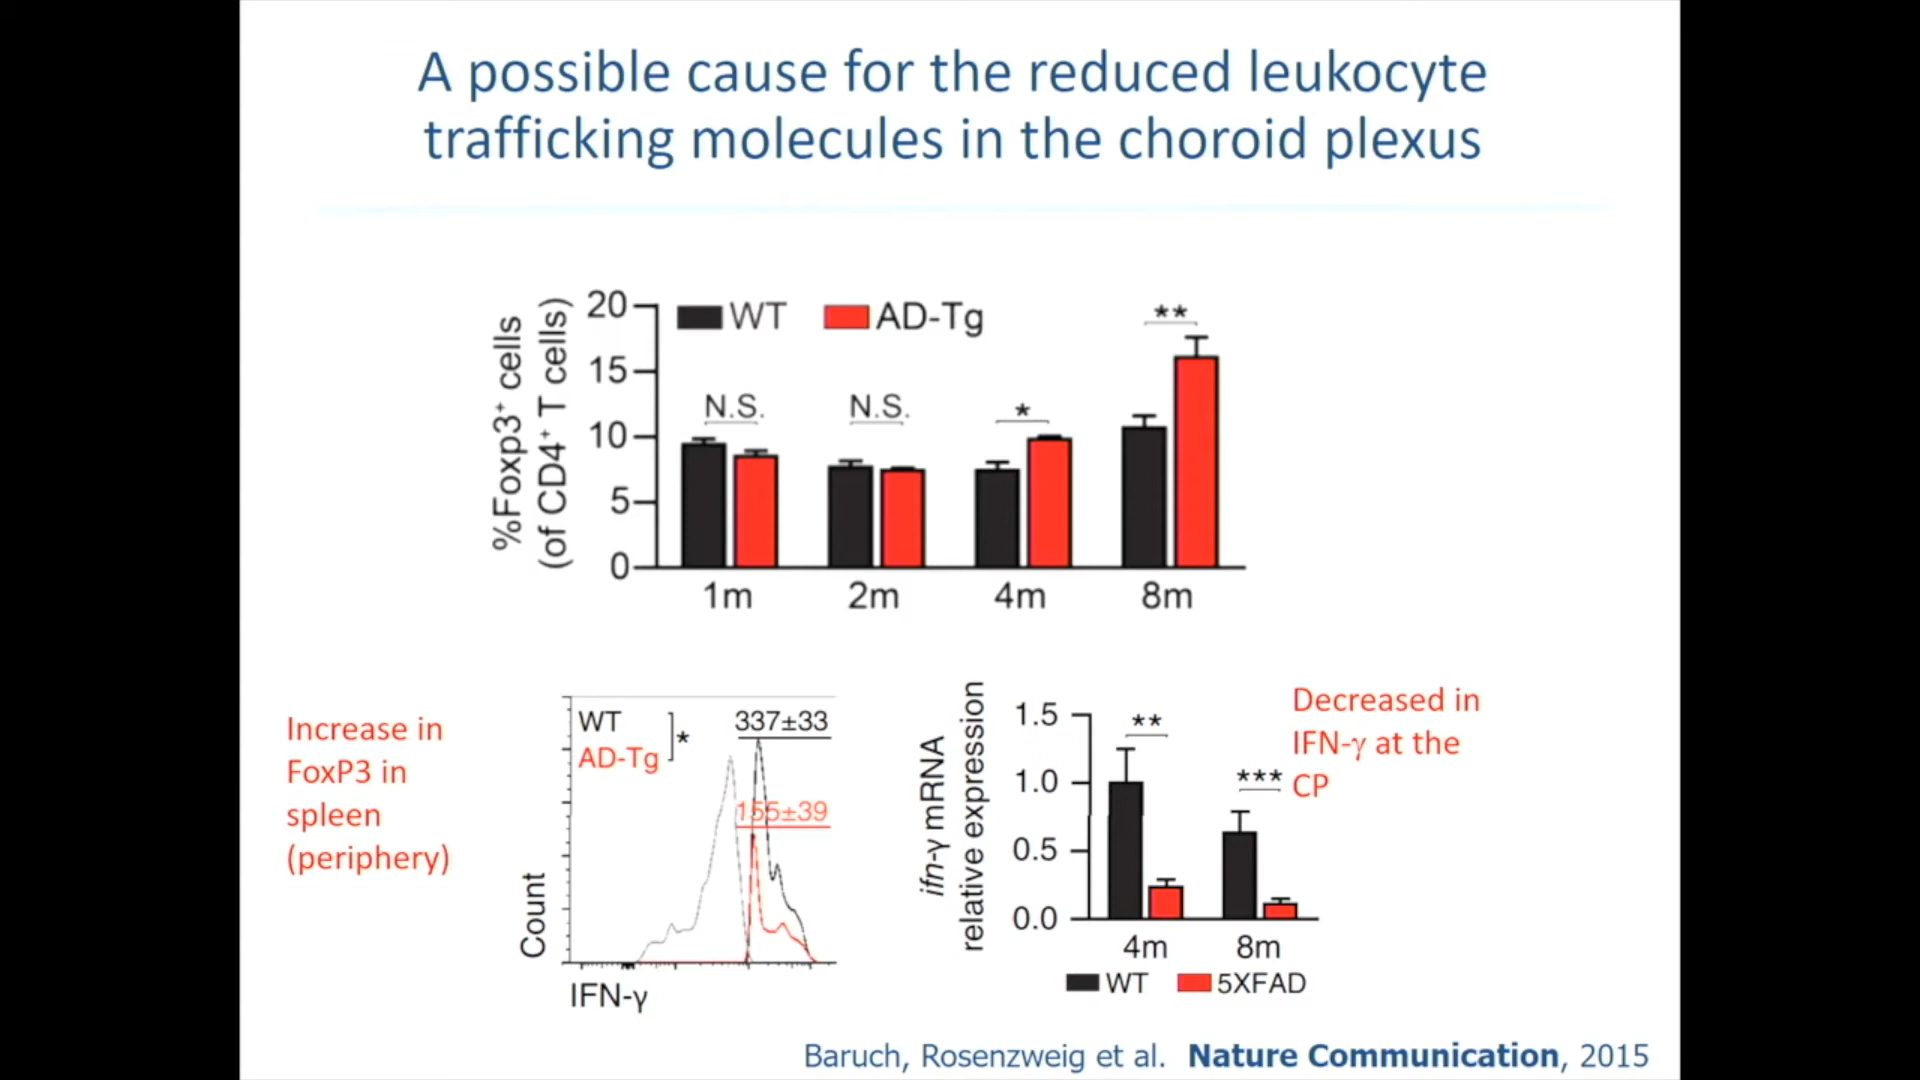 A possible cause for the reduced leukocyte
trafficking molecules in the choroid plexus
%Foxp3⁺ cells
(of CD4⁺ T cells)
20
15
10
5
0
WT
AD-Tg
N.S.
N.S.
*
**
1m
2m
4m
8m
Increase in
FoxP3 in
spleen
(periphery)
WT
AD-Tg
*
337±33
155±39
Count
IFN-γ
ifn-γ mRNA
relative expression
1.5
1.0
0.5
0.0
**
***
4m
8m
WT
5XFAD
Decreased in
IFN-γ at the
CP
Baruch, Rosenzweig et al. Nature Communication, 2015